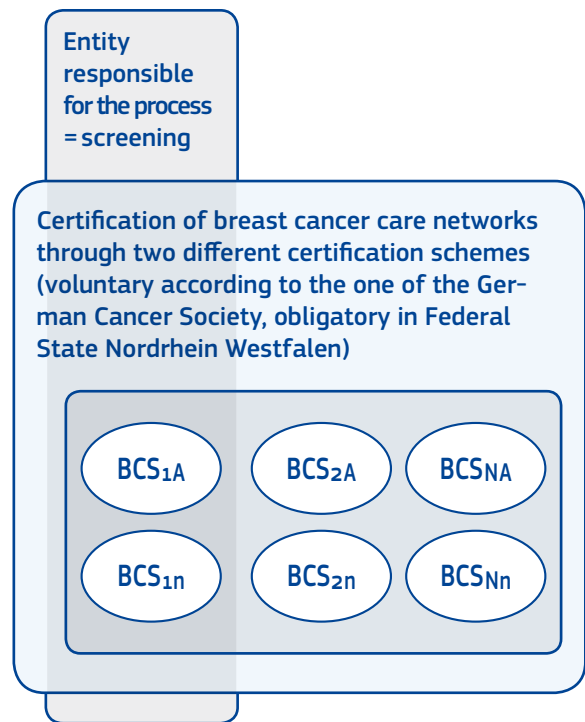 Entity
responsible
for the process
= screening
Certification of breast cancer care networks
through two different certification schemes
(voluntary according to the one of the Ger-
man Cancer Society, obligatory in Federal
State Nordrhein Westfalen)
BCS1A BCS2A BCSNA
BCS1n BCS2n BCSNn